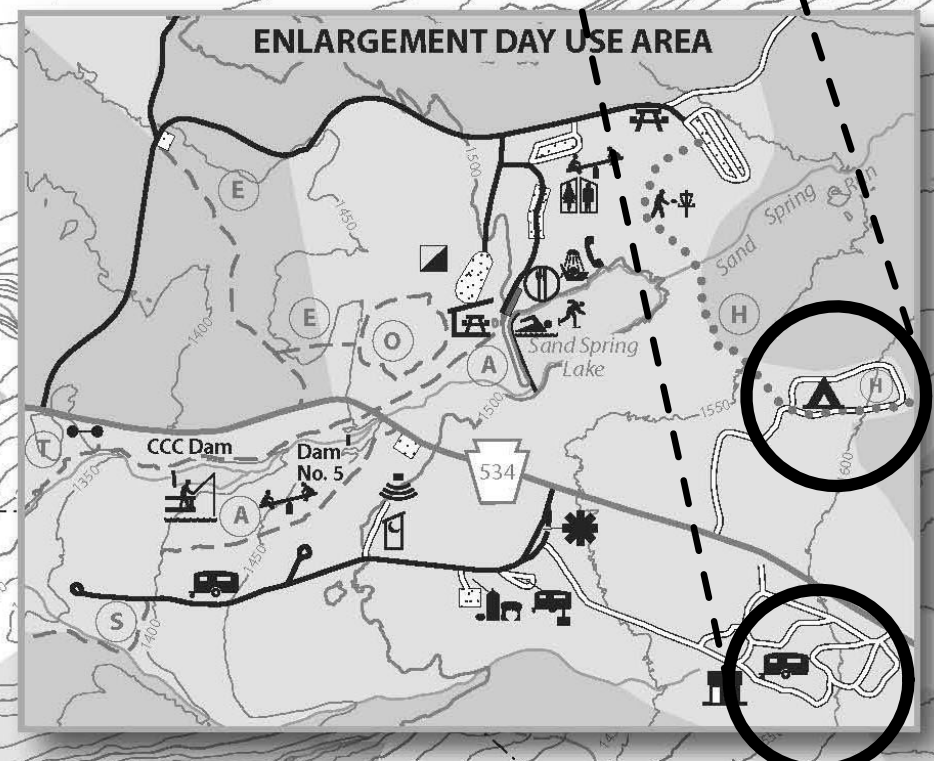 ENLARGEMENT DAY USE AREA
1500
E
1450
Sand Spring Run
E
H
O
1400
A
Sand Spring
Lake
H
1500
1550
T
CCC Dam
Dam
No. 5
534
1600
1350
A
1450
S
1400